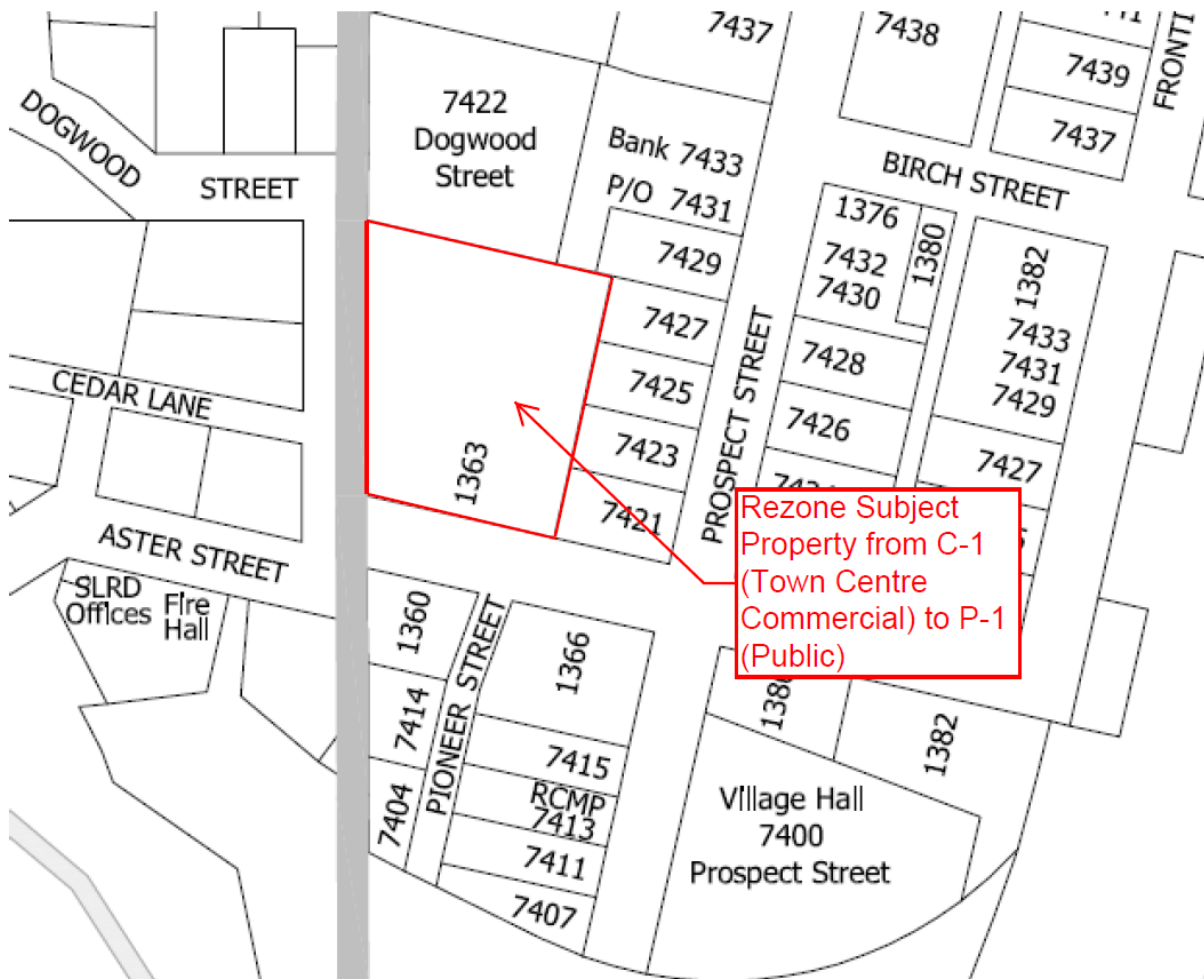 7437
7438
7439
7437
FRONTI
7422
Dogwood
Street
Bank 7433
P/O 7431
7429
7427
7425
7423
7421
DOGWOOD
STREET
BIRCH STREET
1376
7432
7430
1380
1382
7433
7431
7429
7428
7426
7427
PROSPECT STREET
CEDAR LANE
1363
ASTER STREET
SLRD
Offices
Fire
Hall
Rezone Subject
Property from C-1
(Town Centre
Commercial) to P-1
(Public)
1360
7414
7404
PIONEER STREET
1366
7415
RCMP
7413
7411
7407
1382
Village Hall
7400
Prospect Street